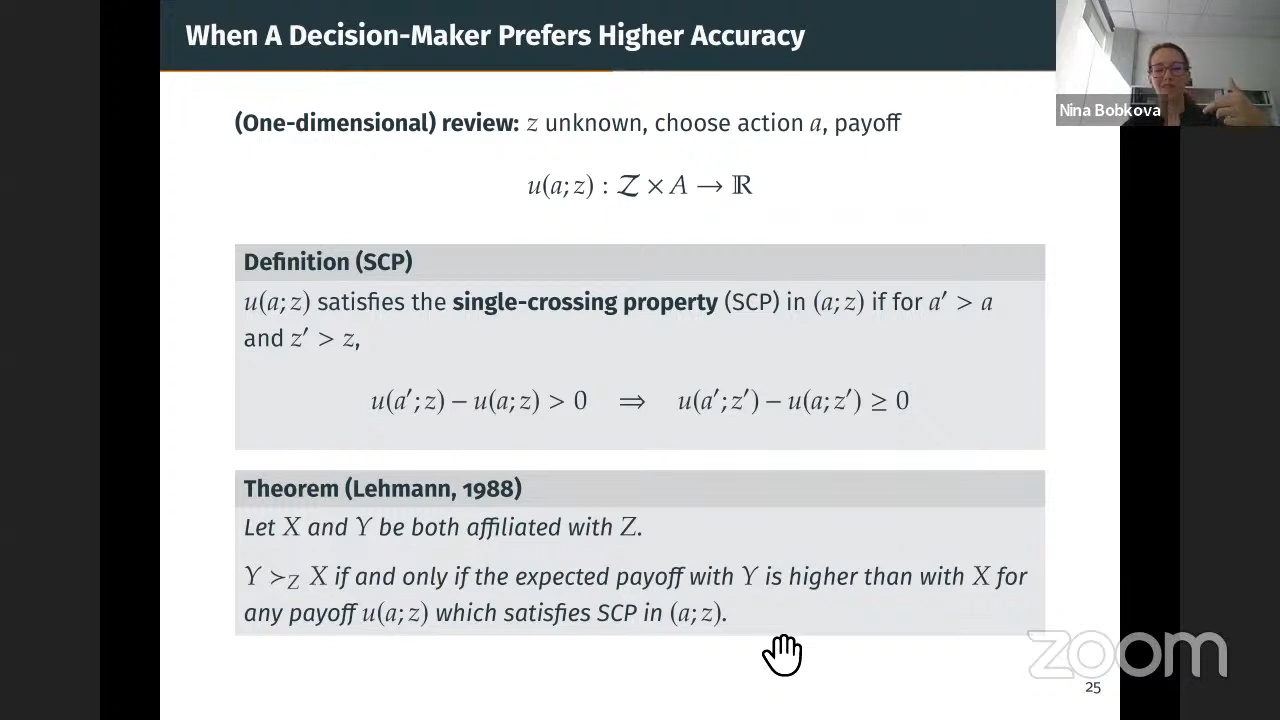 When A Decision-Maker Prefers Higher Accuracy
Nina Bobkova
(One-dimensional) review: z unknown, choose action a, payoff
u(a; z) : 𝒵 × A → ℝ
Definition (SCP)
u(a; z) satisfies the single-crossing property (SCP) in (a; z) if for a′ > a
and z′ > z,
u(a′; z) − u(a; z) > 0 ⟹ u(a′; z′) − u(a; z′) ≥ 0
Theorem (Lehmann, 1988)
Let X and Y be both affiliated with Z.
Y ≻_Z X if and only if the expected payoff with Y is higher than with X for
any payoff u(a; z) which satisfies SCP in (a; z).
zoom
25